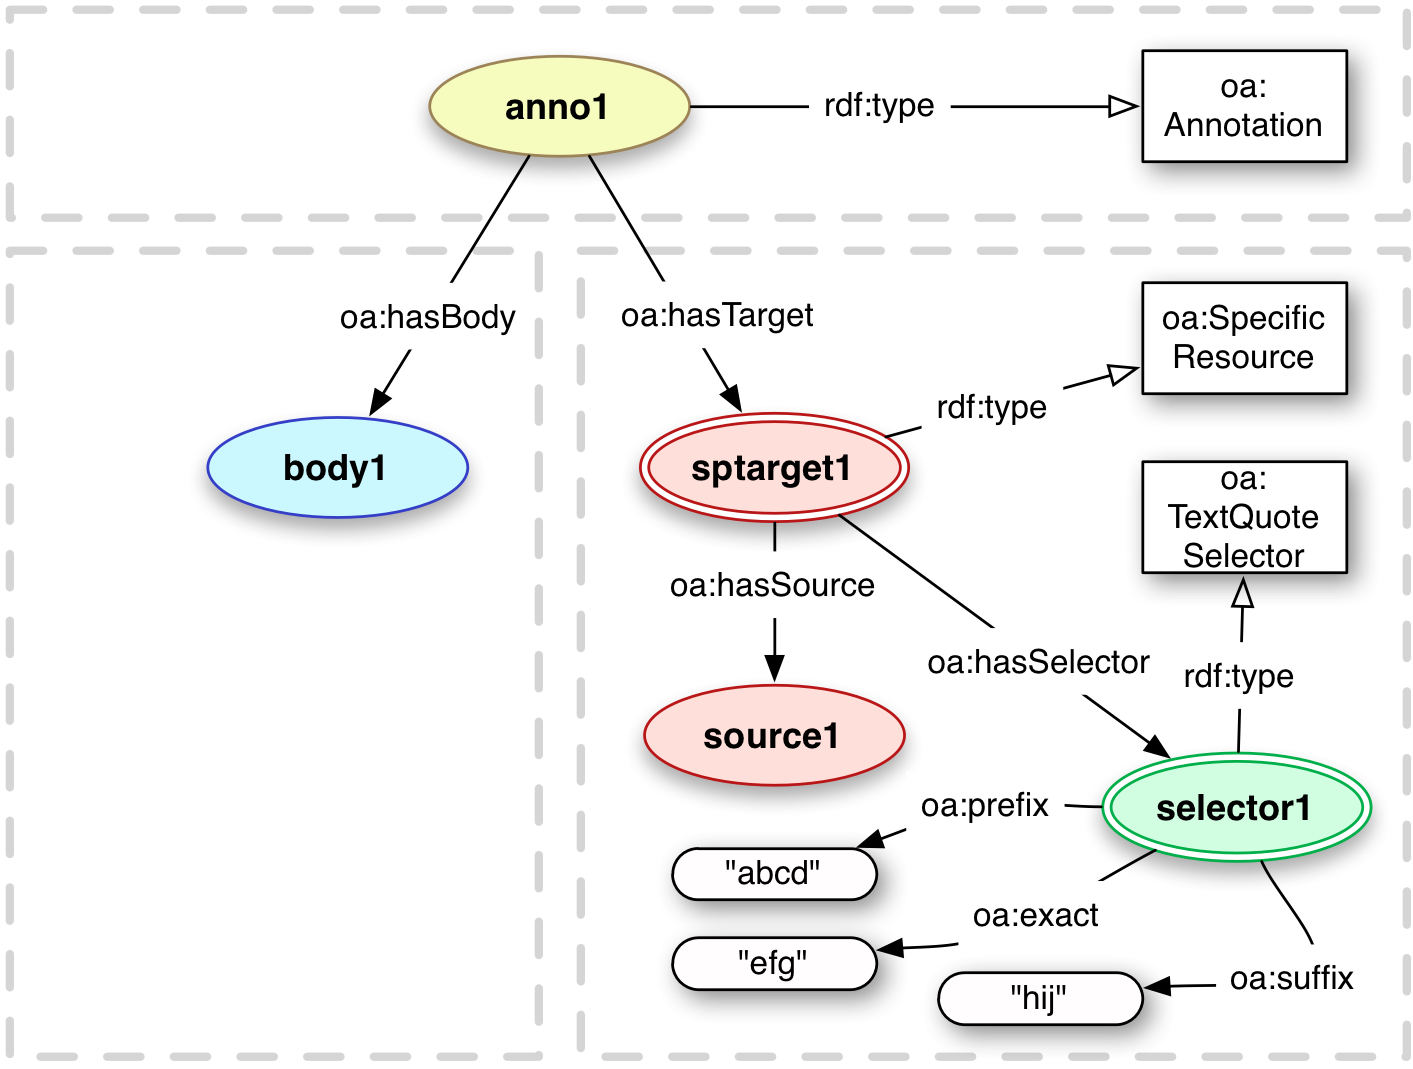 anno1
rdf:type
oa:
Annotation
oa:hasBody
oa:hasTarget
oa:Specific
Resource
rdf:type
body1
sptarget1
oa:
TextQuote
Selector
oa:hasSource
oa:hasSelector
rdf:type
source1
oa:prefix
selector1
"abcd"
oa:exact
"efg"
oa:suffix
"hij"